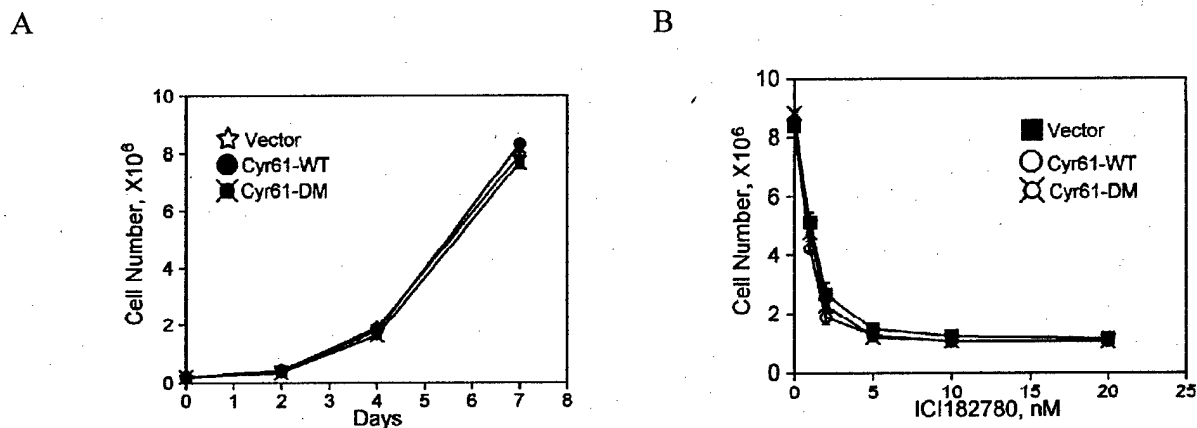 A
B
Cell Number, X10⁶
10
8
6
4
2
0
Vector
Cyr61-WT
Cyr61-DM
0 1 2 3 4 5 6 7 8
Days
Cell Number, X10⁶
10
8
6
4
2
0
Vector
Cyr61-WT
Cyr61-DM
0 5 10 15 20 25
ICI182780, nM